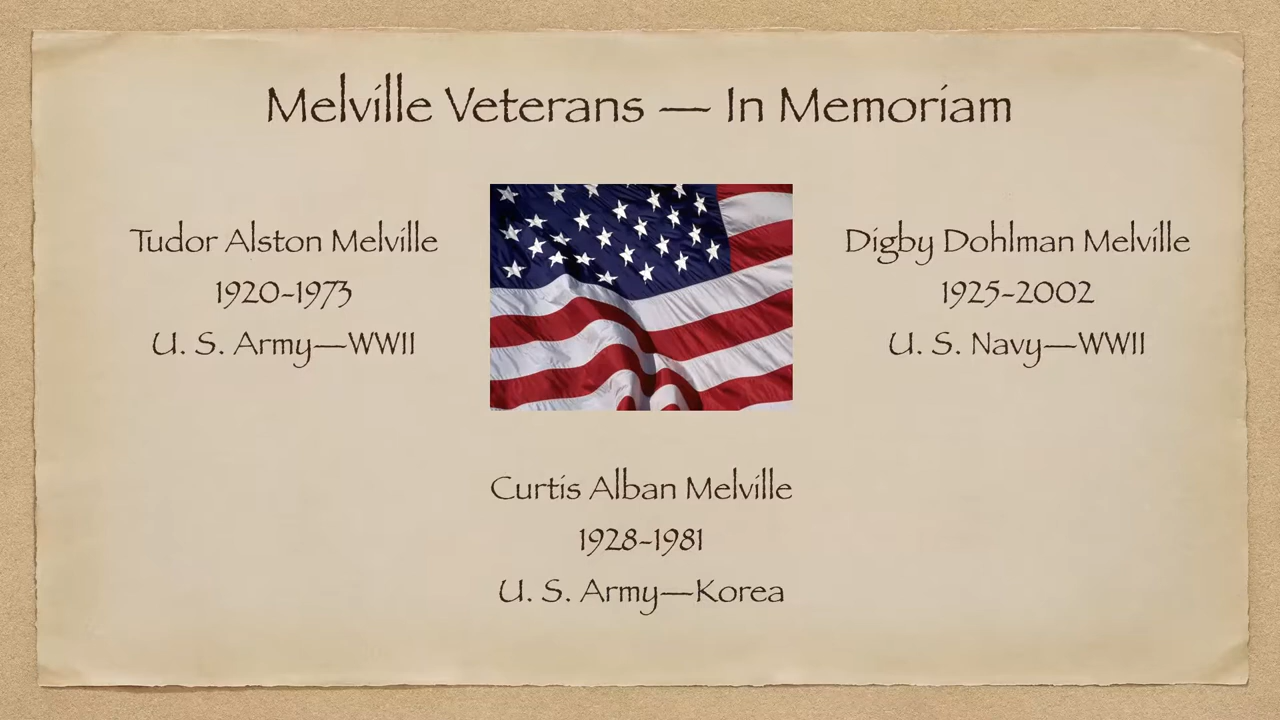 Melville Veterans — In Memoriam
Tudor Alston Melville
1920-1973
U. S. Army—WWII
Digby Dohlman Melville
1925-2002
U. S. Navy—WWII
Curtis Alban Melville
1928-1981
U. S. Army—Korea